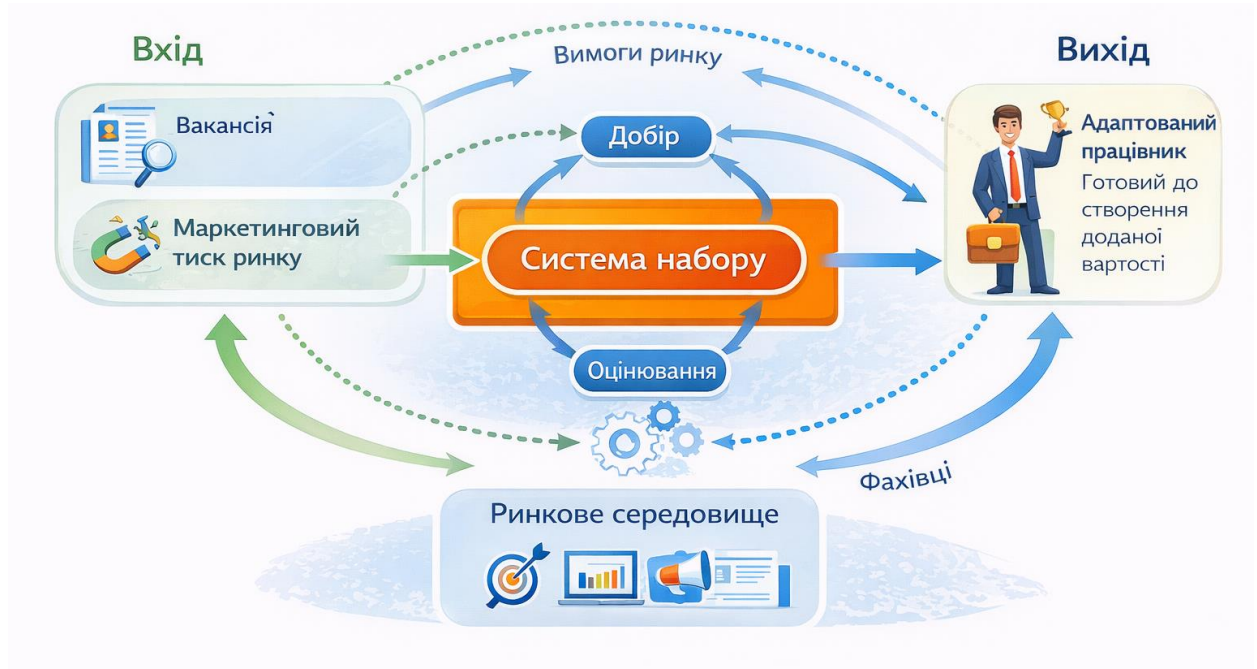 Вхід
Вимоги ринку
Вихід
Вакансія
Добір
Адаптований
працівник
Готовий до
створення
доданої
вартості
Маркетинговий
тиск ринку
Система набору
Оцінювання
Фахівці
Ринкове середовище